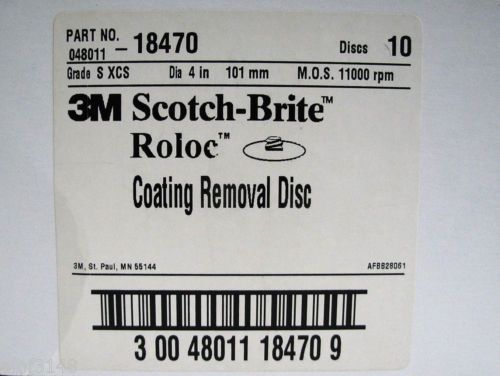 PART NO. 048011 - 18470 Discs 10
Grade S XCS Dia 4 in 101 mm M.O.S. 11000 rpm
3M Scotch-Brite™
Roloc™
Coating Removal Disc
3M, St. Paul, MN 55144 AFBB28061
3 00 48011 18470 9